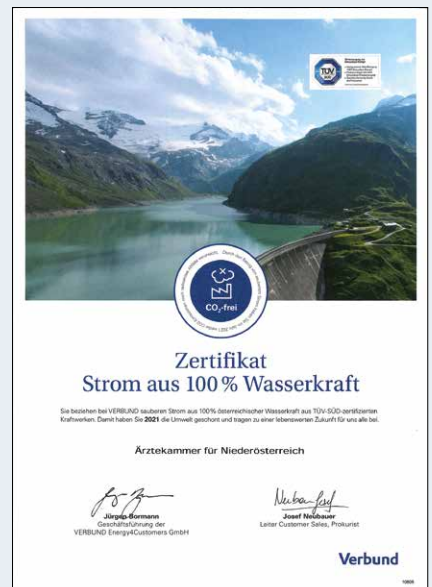 TÜV
SÜD
CO₂-frei
Zertifikat
Strom aus 100 % Wasserkraft
Sie beziehen bei VERBUND sauberen Strom aus 100% österreichischer Wasserkraft aus TÜV-SÜD-zertifizierten
Kraftwerken. Damit haben Sie 2021 die Umwelt geschont und tragen zu einer lebenswerten Zukunft für uns alle bei.
Ärztekammer für Niederösterreich
Jürgen Bormann
Geschäftsführung der
VERBUND Energy4Customers GmbH
Josef Neubauer
Leiter Customer Sales, Prokurist
Verbund